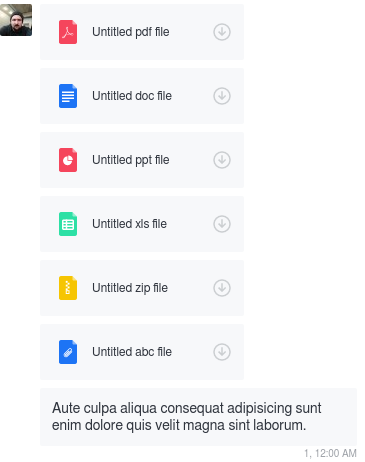 Untitled pdf file
Untitled doc file
Untitled ppt file
Untitled xls file
Untitled zip file
Untitled abc file
Aute culpa aliqua consequat adipisicing sunt
enim dolore quis velit magna sint laborum.
1, 12:00 AM